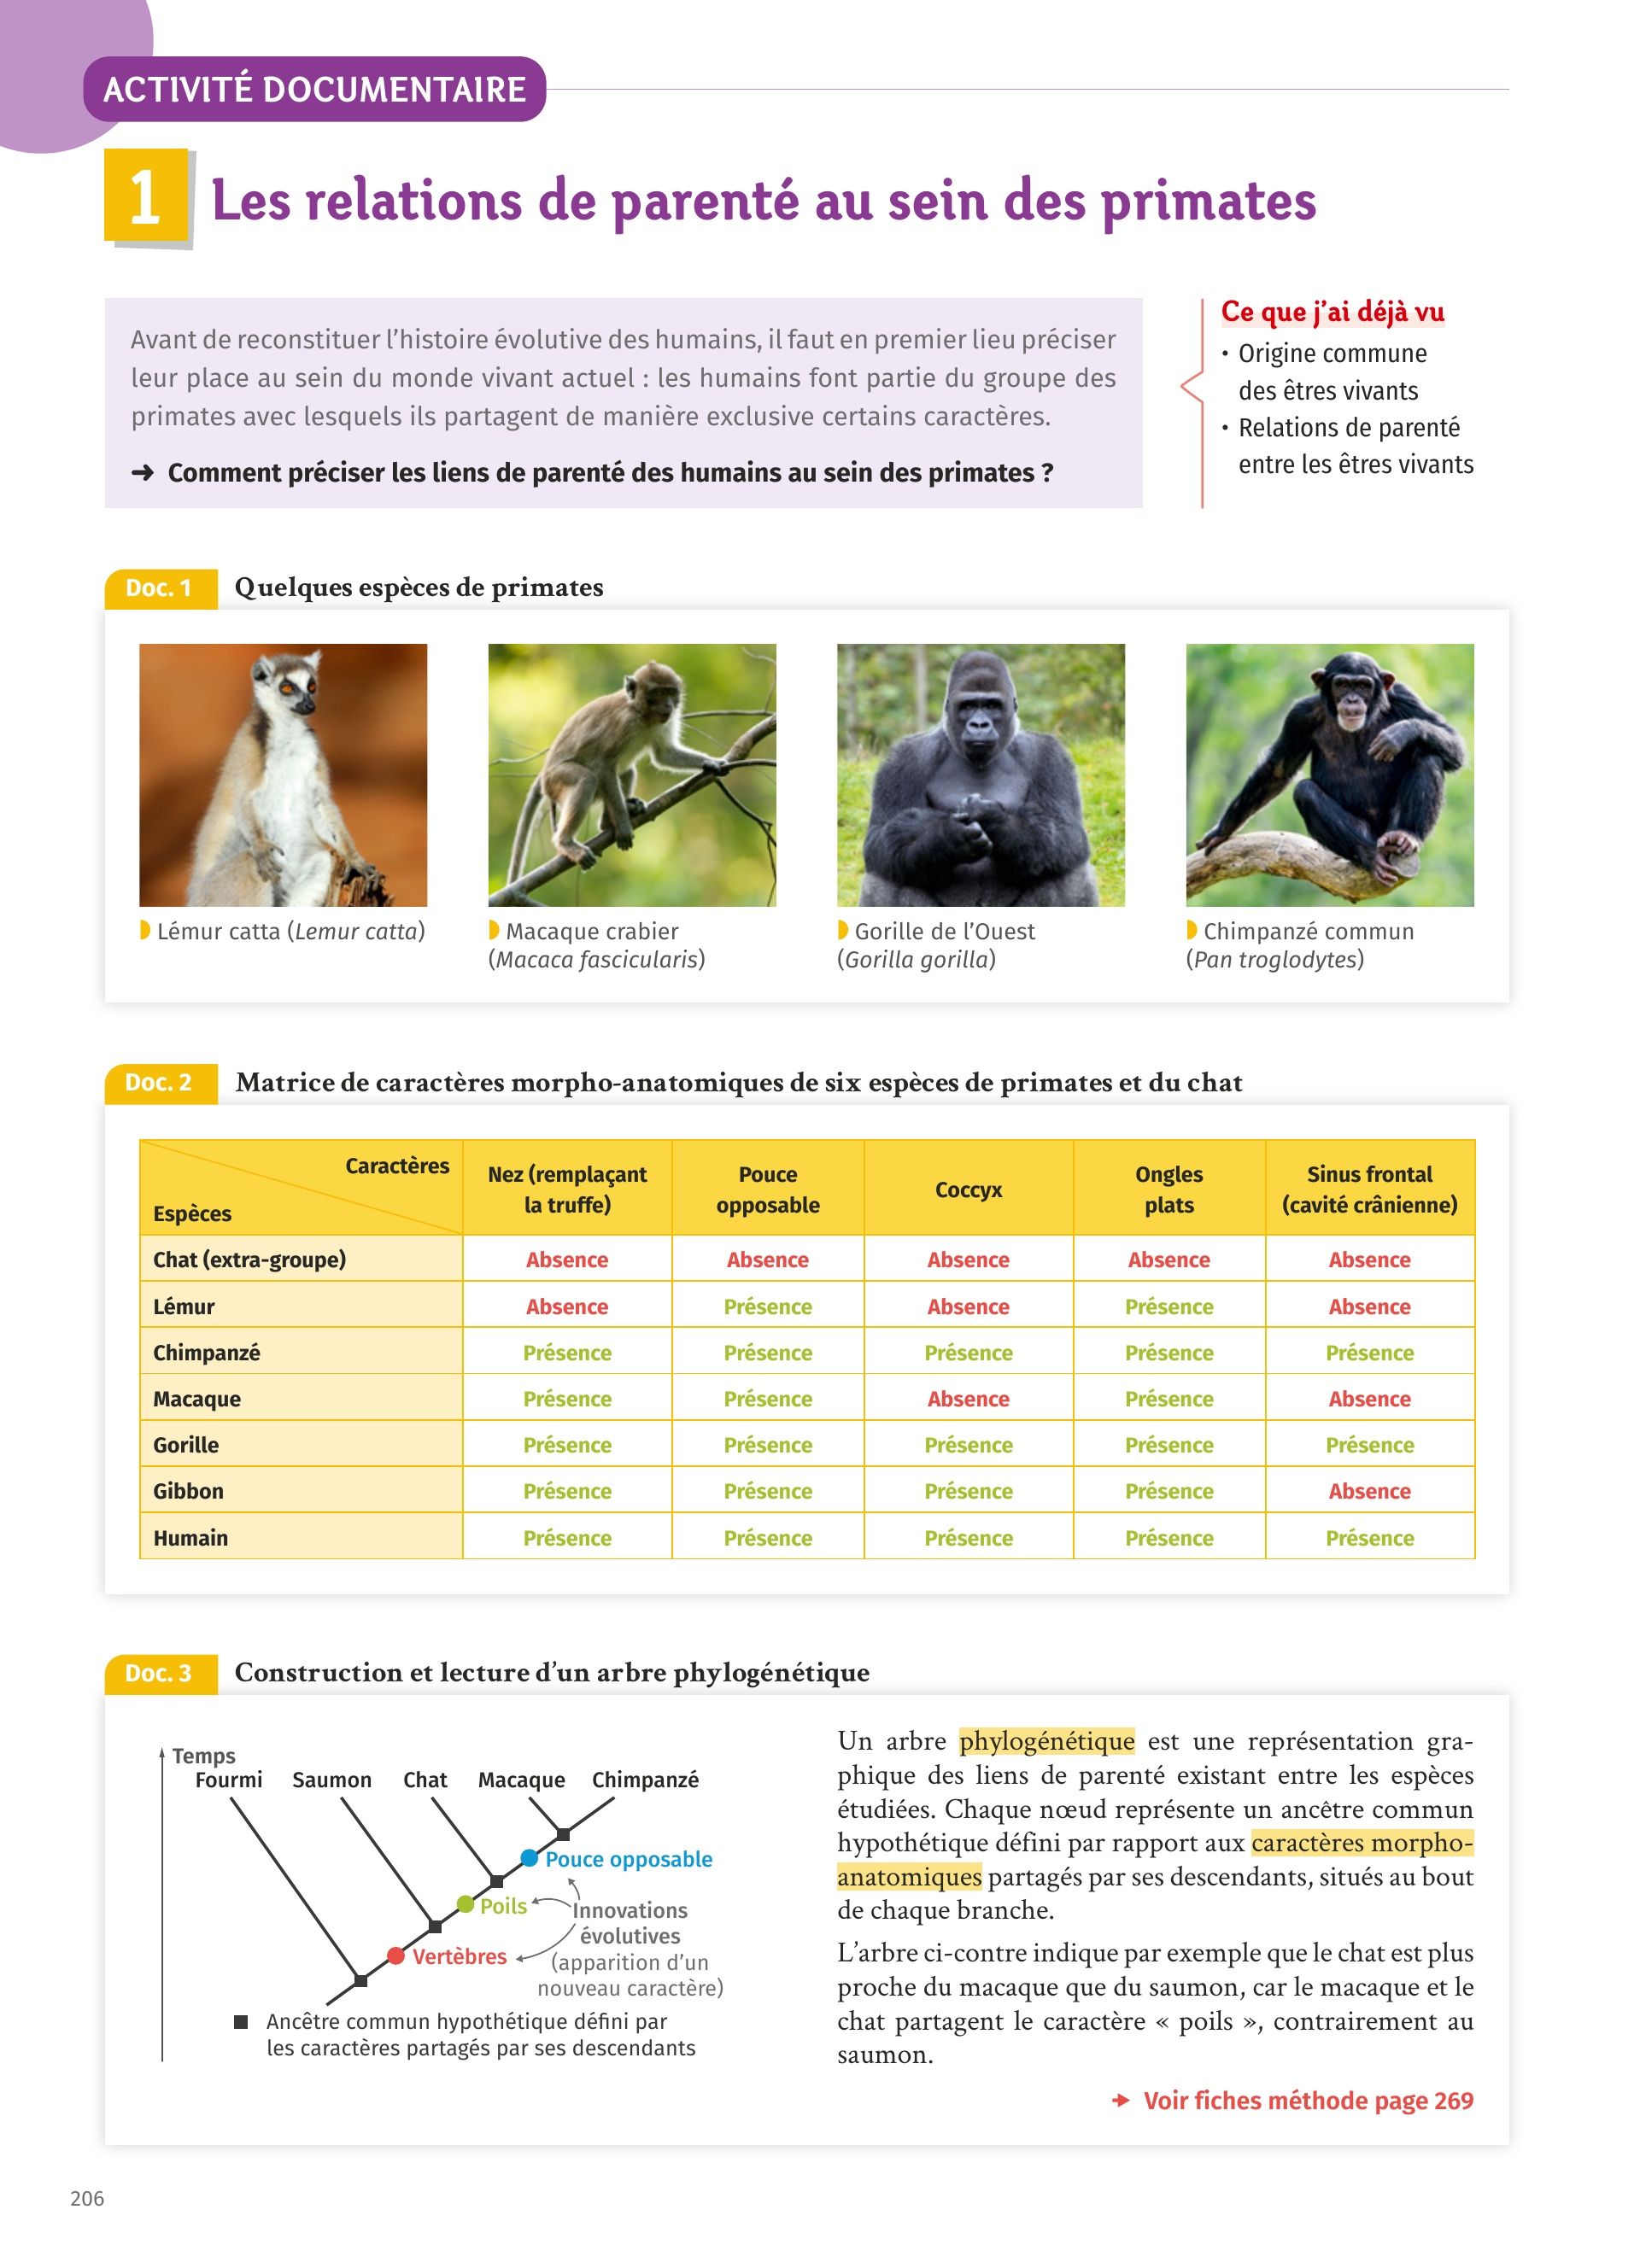 ACTIVITÉ DOCUMENTAIRE
1 Les relations de parenté au sein des primates
Avant de reconstituer l’histoire évolutive des humains, il faut en premier lieu préciser
leur place au sein du monde vivant actuel : les humains font partie du groupe des
primates avec lesquels ils partagent de manière exclusive certains caractères.
➜ Comment préciser les liens de parenté des humains au sein des primates ?
Ce que j’ai déjà vu
• Origine commune
des êtres vivants
• Relations de parenté
entre les êtres vivants
Doc. 1 Quelques espèces de primates
Lémur catta (Lemur catta)
Macaque crabier
(Macaca fascicularis)
Gorille de l’Ouest
(Gorilla gorilla)
Chimpanzé commun
(Pan troglodytes)
Doc. 2 Matrice de caractères morpho-anatomiques de six espèces de primates et du chat
Caractères
Espèces
Nez (remplaçant
la truffe)
Pouce
opposable
Coccyx
Ongles
plats
Sinus frontal
(cavité crânienne)
Chat (extra-groupe) Absence Absence Absence Absence Absence
Lémur Absence Présence Absence Présence Absence
Chimpanzé Présence Présence Présence Présence Présence
Macaque Présence Présence Absence Présence Absence
Gorille Présence Présence Présence Présence Présence
Gibbon Présence Présence Présence Présence Absence
Humain Présence Présence Présence Présence Présence
Doc. 3 Construction et lecture d’un arbre phylogénétique
Temps
Fourmi Saumon Chat Macaque Chimpanzé
Pouce opposable
Poils
Vertèbres
Innovations
évolutives
(apparition d’un
nouveau caractère)
Ancêtre commun hypothétique défini par
les caractères partagés par ses descendants
Un arbre phylogénétique est une représentation gra-
phique des liens de parenté existant entre les espèces
étudiées. Chaque nœud représente un ancêtre commun
hypothétique défini par rapport aux caractères morpho-
anatomiques partagés par ses descendants, situés au bout
de chaque branche.
L’arbre ci-contre indique par exemple que le chat est plus
proche du macaque que du saumon, car le macaque et le
chat partagent le caractère « poils », contrairement au
saumon.
Voir fiches méthode page 269
206